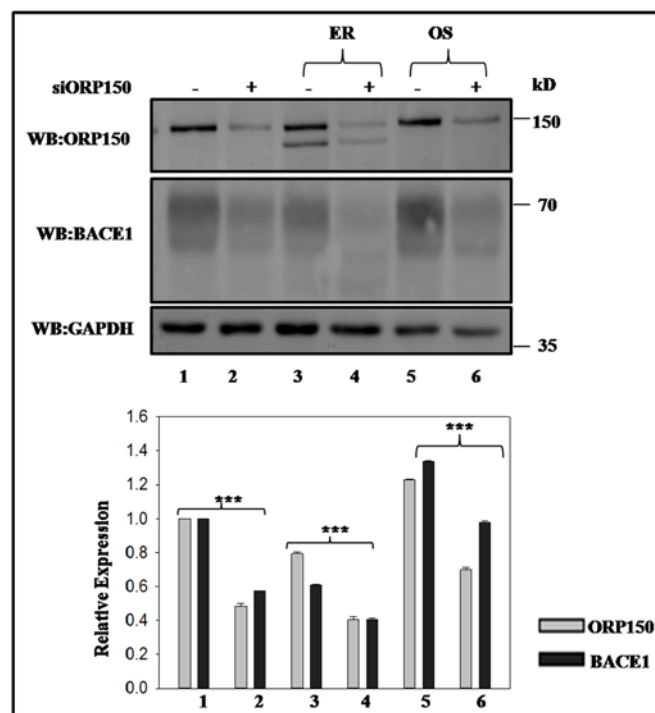 ER OS
siORP150 - + - + - + kD
WB:ORP150 150
WB:BACE1 70
WB:GAPDH
35
1 2 3 4 5 6
1.6
1.4
1.2
1.0
0.8
0.6
0.4
0.2
0.0
Relative Expression
*** *** ***
1 2 3 4 5 6
ORP150
BACE1